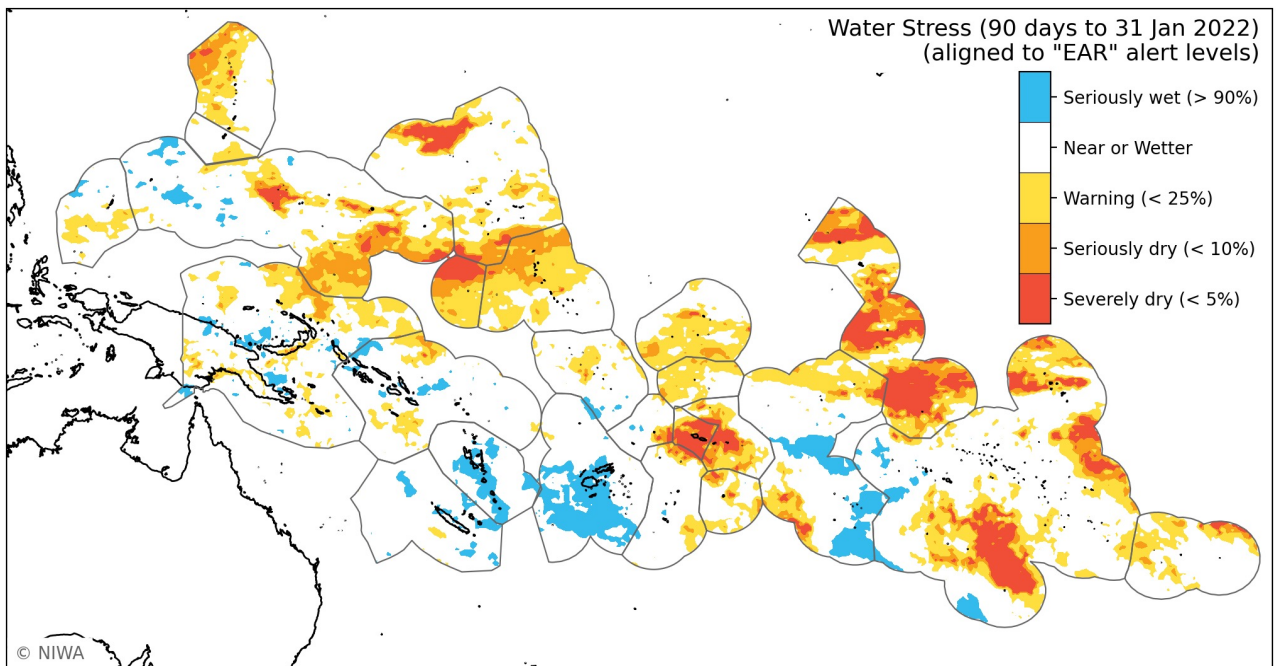 Water Stress (90 days to 31 Jan 2022)
(aligned to "EAR" alert levels)
Seriously wet (> 90%)
Near or Wetter
Warning (< 25%)
Seriously dry (< 10%)
Severely dry (< 5%)
© NIWA